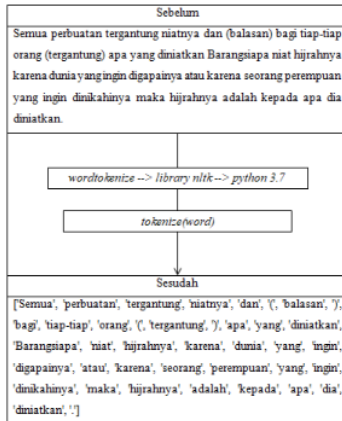 Sebelum
Semua perbuatan tergantung niatnya dan (balasan) bagi tiap-tiap
orang (tergantung) apa yang diniatkan Barangsiapa niat hijrahnya
karena dunia yang ingin digapainya atau karena seorang perempuan
yang ingin dinikahinya maka hijrahnya adalah kepada apa dia
diniatkan.
wordtokenize --> library nltk --> python 3.7
tokenize(word)
Sesudah
['Semua', 'perbuatan', 'tergantung', 'niatnya', 'dan', '(', 'balasan', ')',
'bagi', 'tiap-tiap', 'orang', '(', 'tergantung', ')', 'apa', 'yang', 'diniatkan',
'Barangsiapa', 'niat', 'hijrahnya', 'karena', 'dunia', 'yang', 'ingin',
'digapainya', 'atau', 'karena', 'seorang', 'perempuan', 'yang', 'ingin',
'dinikahinya', 'maka', 'hijrahnya', 'adalah', 'kepada', 'apa', 'dia',
'diniatkan', '.']